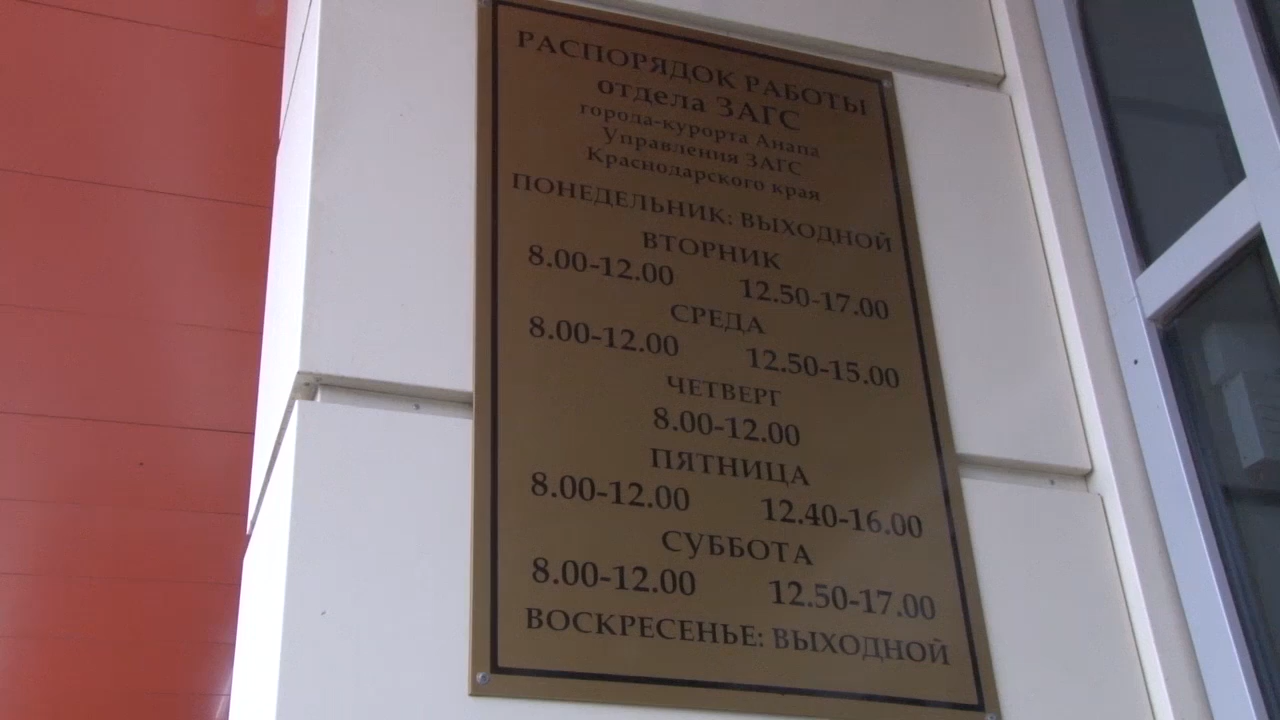 РАСПОРЯДОК РАБОТЫ
отдела ЗАГС
города-курорта Анапа
Управления ЗАГС
Краснодарского края
ПОНЕДЕЛЬНИК: ВЫХОДНОЙ
ВТОРНИК
8.00-12.00 12.50-17.00
СРЕДА
8.00-12.00 12.50-15.00
ЧЕТВЕРГ
8.00-12.00
ПЯТНИЦА
8.00-12.00 12.40-16.00
СУББОТА
8.00-12.00 12.50-17.00
ВОСКРЕСЕНЬЕ: ВЫХОДНОЙ